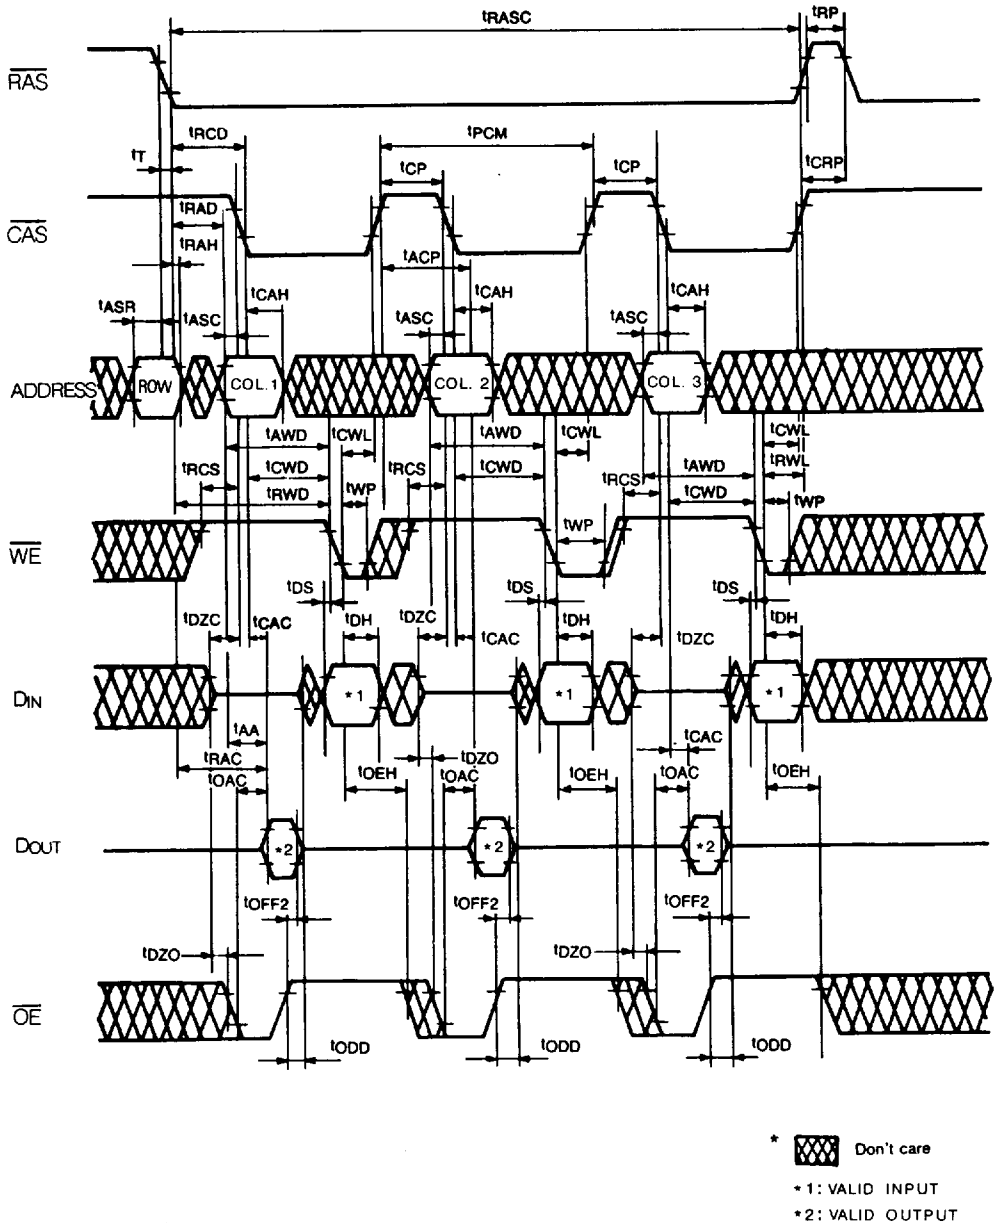 tRASC tRP
RAS
tRCD tPCM
tT tCP tCP tCRP
tRAD
CAS
tRAH
tACP
tCAH tCAH tCAH
tASR tASC tASC tASC
ADDRESS ROW COL. 1 COL. 2 COL. 3
tAWD tCWL tAWD tCWL tCWL
tRCS tCWD tRCS tCWD tRCS tAWD tRWL
tRWD tWP tCWD tWP
WE tWP
tDS tDS tDS
tDZC tCAC tDH tCAC tDH tDZC tDH
DIN *1 *1 *1
tAA tCAC
tRAC tDZO
tOAC tOEH tOAC tOEH tOAC tOEH
DOUT *2 *2 *2
tOFF2 tOFF2 tOFF2
tDZO tDZO
OE
tODD tODD tODD
* Don't care
*1: VALID INPUT
*2: VALID OUTPUT